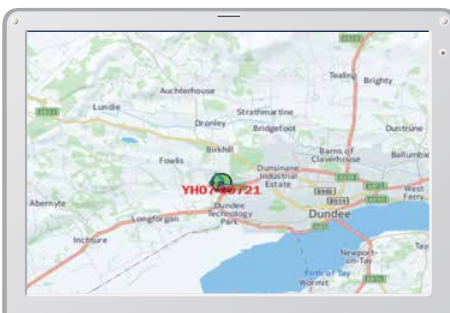 Tealing
Brighty
Auchterhouse
Lundie
Strathmartine
Dronley
Bridgefoot
Duntrune
Birkhill
Barns of
Claverhouse
Ballumbie
Fowlis
Dunsinane
Industrial
Estate
West
Ferry
Abernyte
Longforgan
Dundee
Technology
Park
Dundee
Inchture
Newport-
on-Tay
Tay
Firth of Tay
Wormit